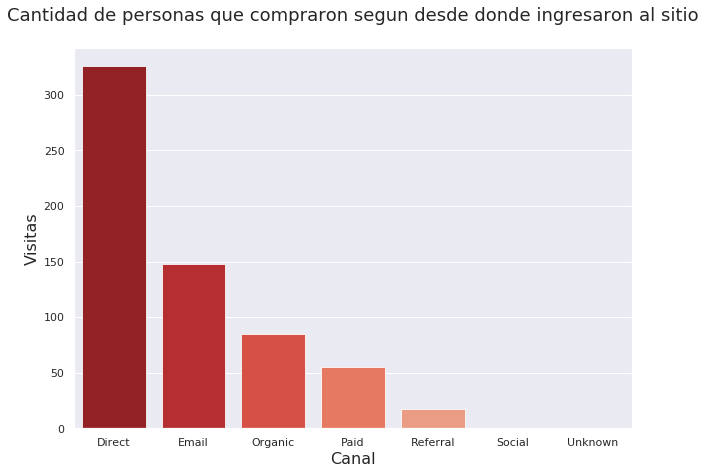 Cantidad de personas que compraron segun desde donde ingresaron al sitio
300
250
200
150
100
50
0
Visitas
Direct Email Organic Paid Referral Social Unknown
Canal